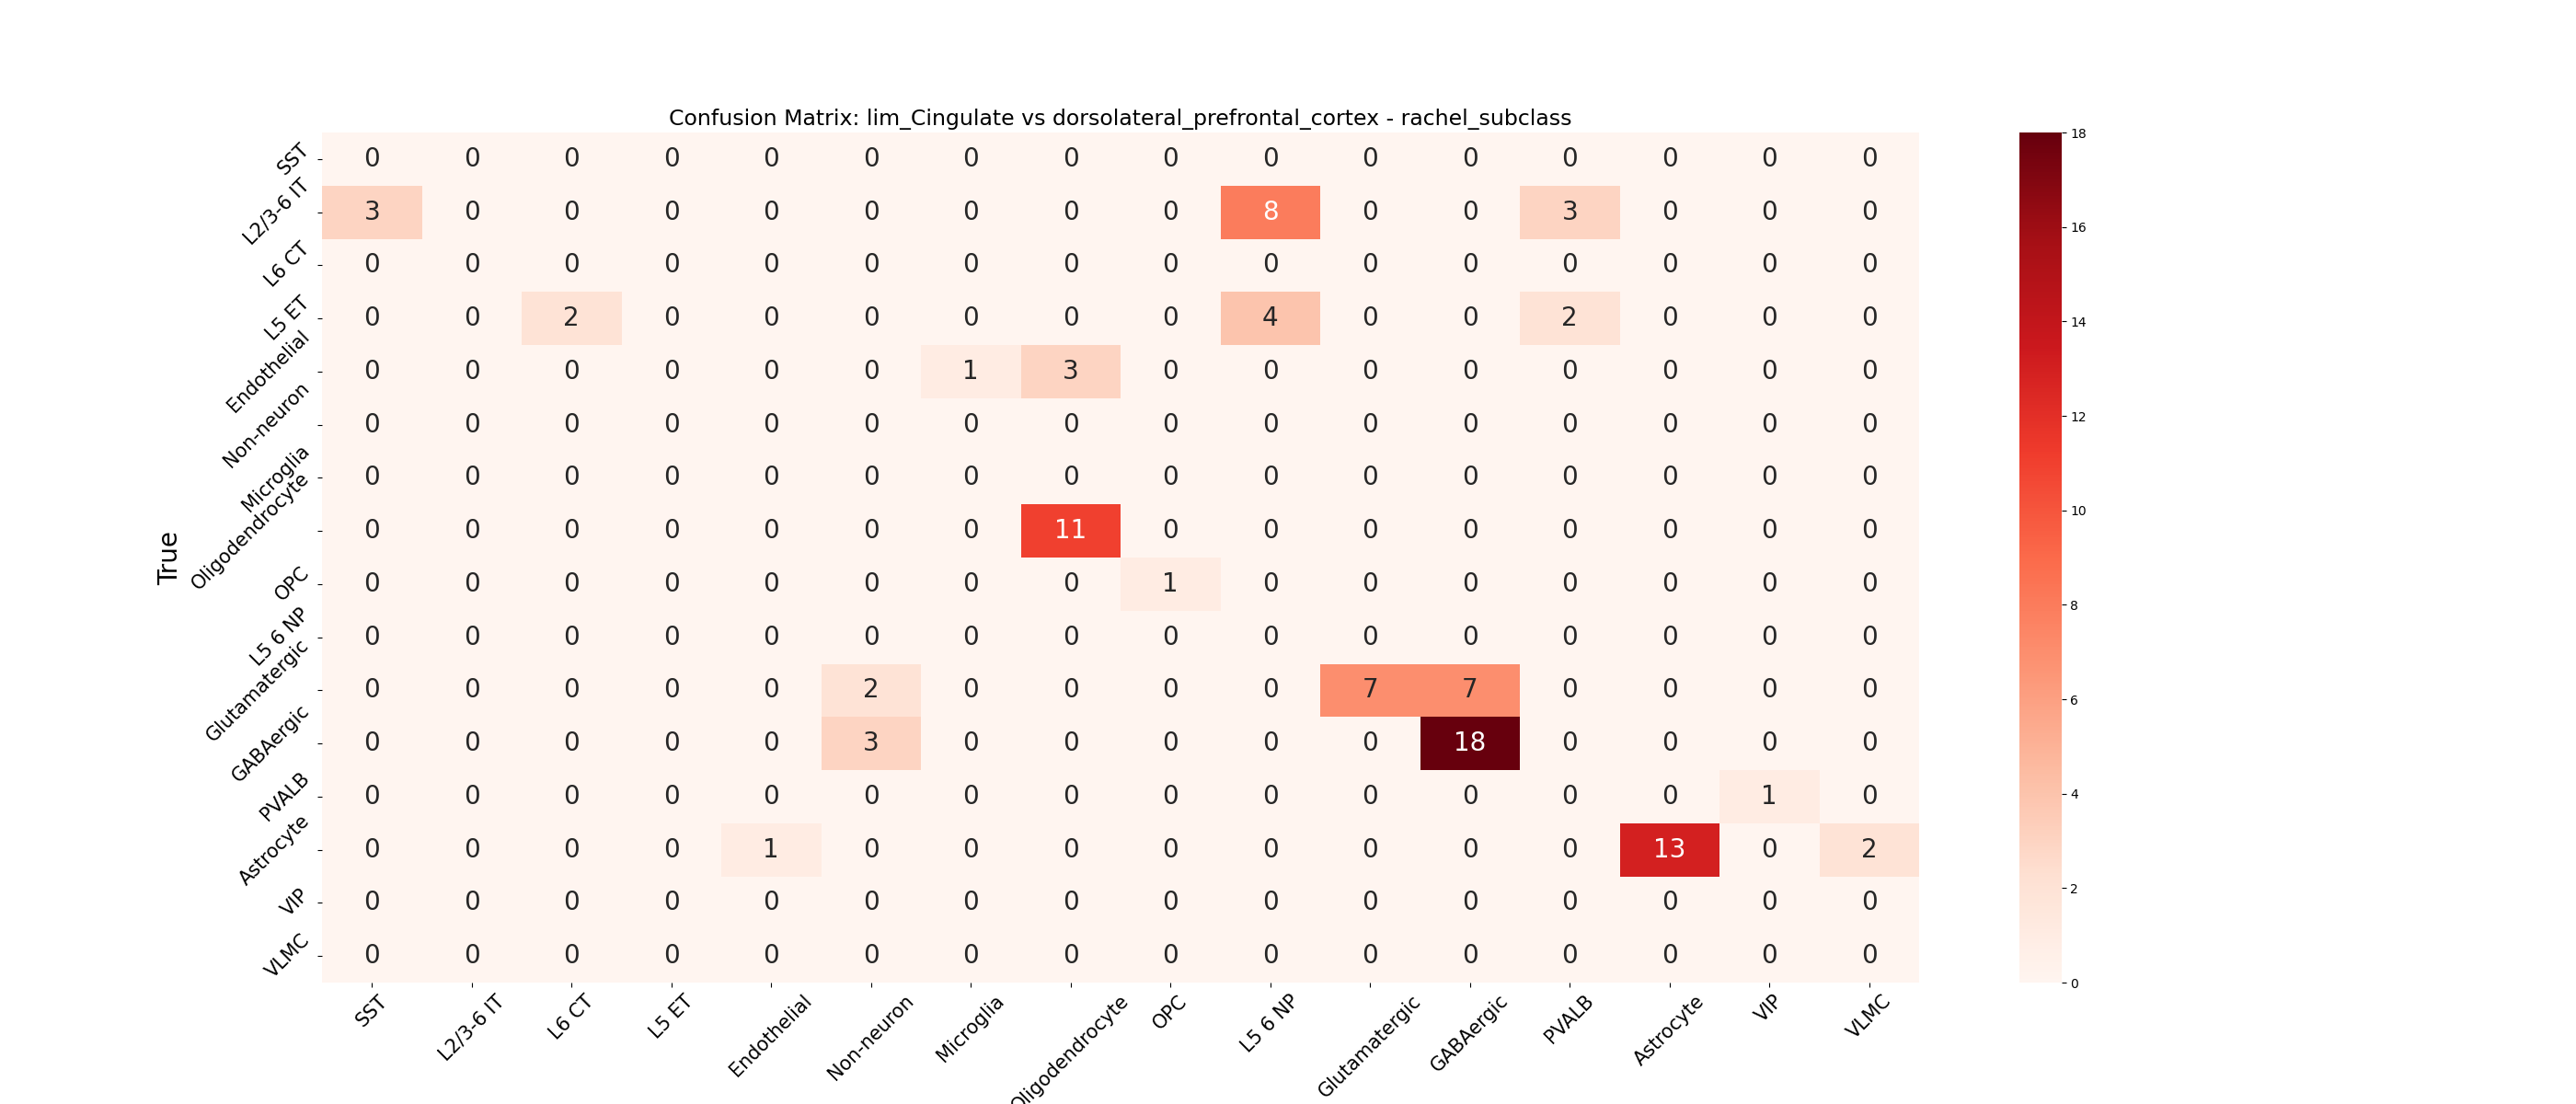 Confusion Matrix: lim_Cingulate vs dorsolateral_prefrontal_cortex - rachel_subclass
True
SST 0 0 0 0 0 0 0 0 0 0 0 0 0 0 0 0
L2/3-6 IT 3 0 0 0 0 0 0 0 0 8 0 0 3 0 0 0
L6 CT 0 0 0 0 0 0 0 0 0 0 0 0 0 0 0 0
L5 ET 0 0 2 0 0 0 0 0 0 4 0 0 2 0 0 0
Endothelial 0 0 0 0 0 0 1 3 0 0 0 0 0 0 0 0
Non-neuron 0 0 0 0 0 0 0 0 0 0 0 0 0 0 0 0
Microglia 0 0 0 0 0 0 0 0 0 0 0 0 0 0 0 0
Oligodendrocyte 0 0 0 0 0 0 0 11 0 0 0 0 0 0 0 0
OPC 0 0 0 0 0 0 0 0 1 0 0 0 0 0 0 0
L5 6 NP 0 0 0 0 0 0 0 0 0 0 0 0 0 0 0 0
Glutamatergic 0 0 0 0 0 2 0 0 0 0 7 7 0 0 0 0
GABAergic 0 0 0 0 0 3 0 0 0 0 0 18 0 0 0 0
PVALB 0 0 0 0 0 0 0 0 0 0 0 0 0 0 1 0
Astrocyte 0 0 0 0 1 0 0 0 0 0 0 0 0 13 0 2
VIP 0 0 0 0 0 0 0 0 0 0 0 0 0 0 0 0
VLMC 0 0 0 0 0 0 0 0 0 0 0 0 0 0 0 0
SST L2/3-6 IT L6 CT L5 ET Endothelial Non-neuron Microglia Oligodendrocyte OPC L5 6 NP Glutamatergic GABAergic PVALB Astrocyte VIP VLMC
18
16
14
12
10
8
6
4
2
0